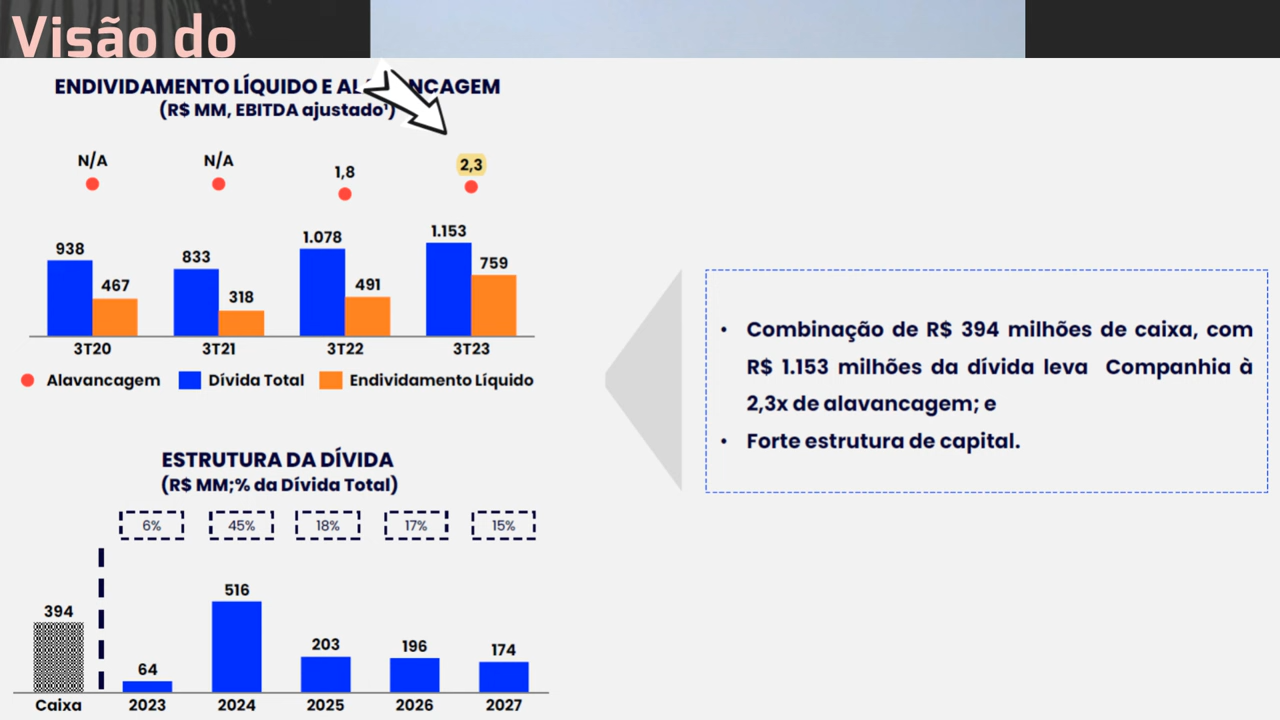 Visão do
ENDIVIDAMENTO LÍQUIDO E AL NCAGEM
(R$ MM, EBITDA ajustado¹)
N/A N/A 1,8 2,3
938 467 833 318 1.078 491 1.153 759
3T20 3T21 3T22 3T23
Alavancagem Dívida Total Endividamento Líquido
ESTRUTURA DA DÍVIDA
(R$ MM;% da Dívida Total)
6% 45% 18% 17% 15%
394 64 516 203 196 174
Caixa 2023 2024 2025 2026 2027
• Combinação de R$ 394 milhões de caixa, com
R$ 1.153 milhões da dívida leva Companhia à
2,3x de alavancagem; e
• Forte estrutura de capital.